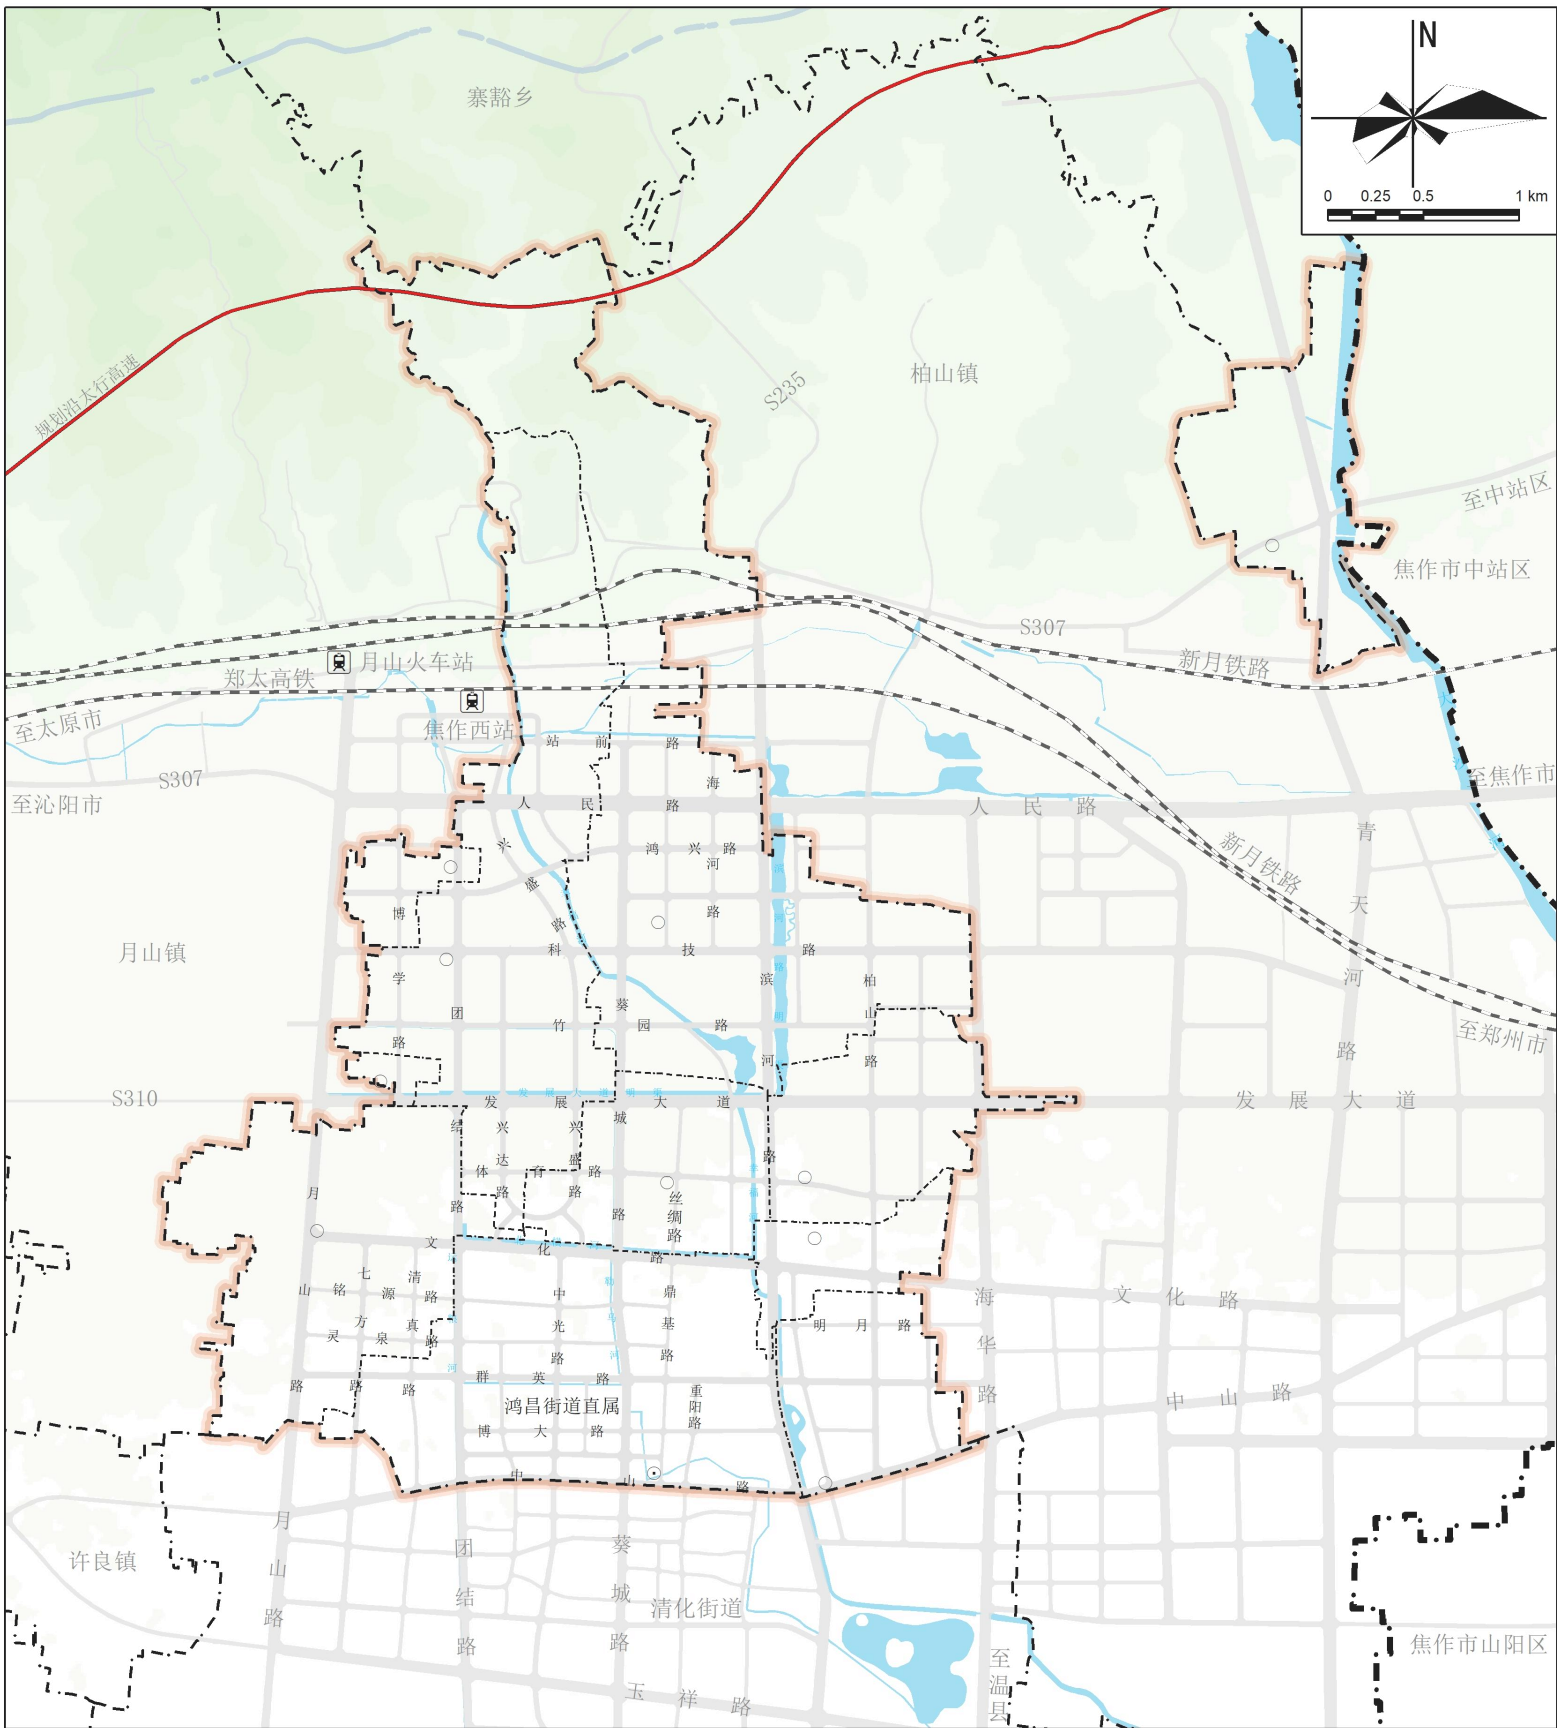 N
0 0.25 0.5 1 km
寨豁乡
规划沿太行高速
柏山镇
S235
至中站区
焦作市中站区
S307
新月铁路
月山火车站
郑太高铁
至太原市
焦作西站
站前路
S307
至沁阳市
至焦作市
人民路
人民路
海河路
鸿兴路
兴盛路
新月铁路
青天河路
月山镇
博学路
科技路
滨河路
柏山路
团结路
竹园路
葵城路
至郑州市
S310
发展大道
发展大道
兴达路
兴盛路
体育路
丝绸路
月山路
文化路
文化路
七方路
清真路
铭灵路
源泉路
中光路
鼎基路
明月路
海华路
群英路
中山路
鸿昌街道直属
重阳路
博大路
中山路
勒马河
许良镇
月山路
团结路
葵城路
清化街道
玉祥路
至温县
焦作市山阳区